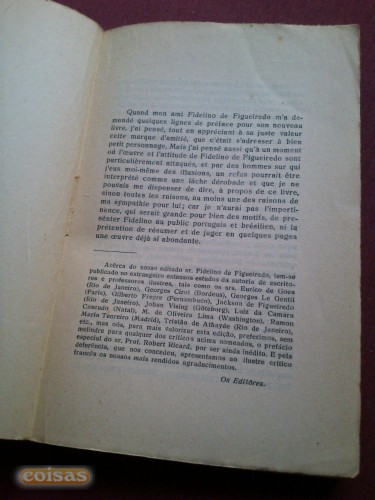 Quand mon ami Fidelino de Figueiredo m'a de-
mandé quelques lignes de préface pour son nouveau
livre, j'ai pensé, tout en appréciant à sa juste valeur
cette marque d'amitié, que c'était s'adresser à bien
petit personnage. Mais j'ai pensé aussi qu'à un moment
où l'œuvre et l'attitude de Fidelino de Figueiredo sont
particulièrement attaqués, et par des hommes sur qui
j'eus moi-même des illusions, un refus pourrait être
interprété comme une lâche dérobade et que je ne
pouvais me dispenser de dire, à propos de ce livre,
sinon toutes les raisons, au moins une des raisons de
ma sympathie pour lui; car je n'aurai pas l'imperti-
nence, qui serait grande pour bien des motifs, de pré-
senter Fidelino au public portugais et brésilien, ni la
prétention de résumer et de juger en quelques pages
une œuvre déjà si abondante.
Acêrca do nosso editado sr. Fidelino de Figueiredo, tem-se
publicado no extrangeiro extensos estudos da autoria de escrito-
res e professores ilustres, tais como os srs. Eurico de Goes
(Rio de Janeiro), Georges Cirot (Bordeus), Georges Le Gentil
(Paris), Gilberto Freyre (Pernambuco), Jackson de Figueiredo
(Rio de Janeiro), Johan Vising (Göteborg), Luiz da Camara
Cascudo (Natal), M. de Oliveira Lima (Washington), Ramon
Maria Tenreiro (Madrid), Tristão de Athayde (Rio de Janeiro),
etc., mas nós, para mais valorizar esta edição, preferimos, sem
melindre para qualquer dos criticos acima nomeados, o prefácio
especial do sr. Prof. Robert Ricard, por ser ainda inédito. E pela
deferência, que nos concedeu, apresentamos ao ilustre critico
francês os nossos mais rendidos agradecimentos.
Os Editôres.
coisas